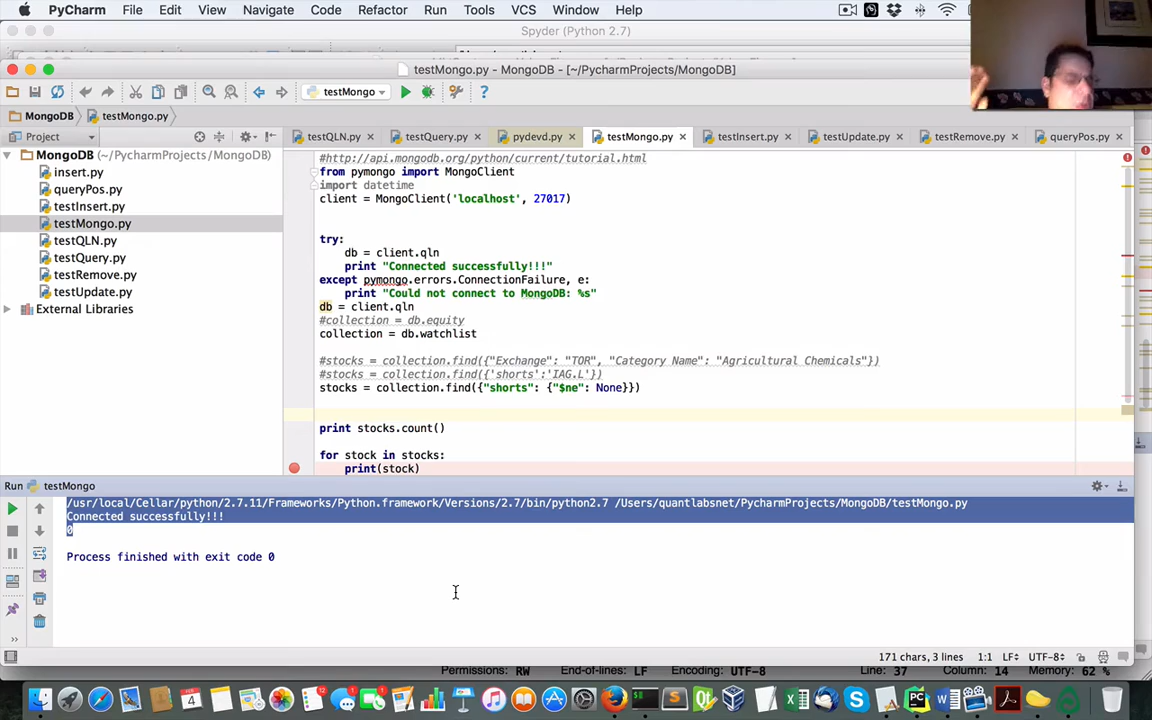 PyCharm File Edit View Navigate Code Refactor Run Tools VCS Window Help
Spyder (Python 2.7)
testMongo.py - MongoDB - [~/PycharmProjects/MongoDB]
testMongo
MongoDB testMongo.py
Project
testQLN.py testQuery.py pydevd.py testMongo.py testInsert.py testUpdate.py testRemove.py queryPos.py
MongoDB (~/PycharmProjects/MongoDB)
insert.py
queryPos.py
testInsert.py
testMongo.py
testQLN.py
testQuery.py
testRemove.py
testUpdate.py
External Libraries
#http://api.mongodb.org/python/current/tutorial.html
from pymongo import MongoClient
import datetime
client = MongoClient('localhost', 27017)
try:
db = client.qln
print "Connected successfully!!!"
except pymongo.errors.ConnectionFailure, e:
print "Could not connect to MongoDB: %s"
db = client.qln
#collection = db.equity
collection = db.watchlist
#stocks = collection.find({"Exchange": "TOR", "Category Name": "Agricultural Chemicals"})
#stocks = collection.find({'shorts':'IAG.L'})
stocks = collection.find({"shorts": {"$ne": None}})
print stocks.count()
for stock in stocks:
print(stock)
Run testMongo
/usr/local/Cellar/python/2.7.11/Frameworks/Python.framework/Versions/2.7/bin/python2.7 /Users/quantlabsnet/PycharmProjects/MongoDB/testMongo.py
Connected successfully!!!
0
Process finished with exit code 0
171 chars, 3 lines 1:1 LF UTF-8
Permissions: RW End-of-lines: LF Encoding: UTF-8 Line: 37 Column: 14 Memory: 62 %